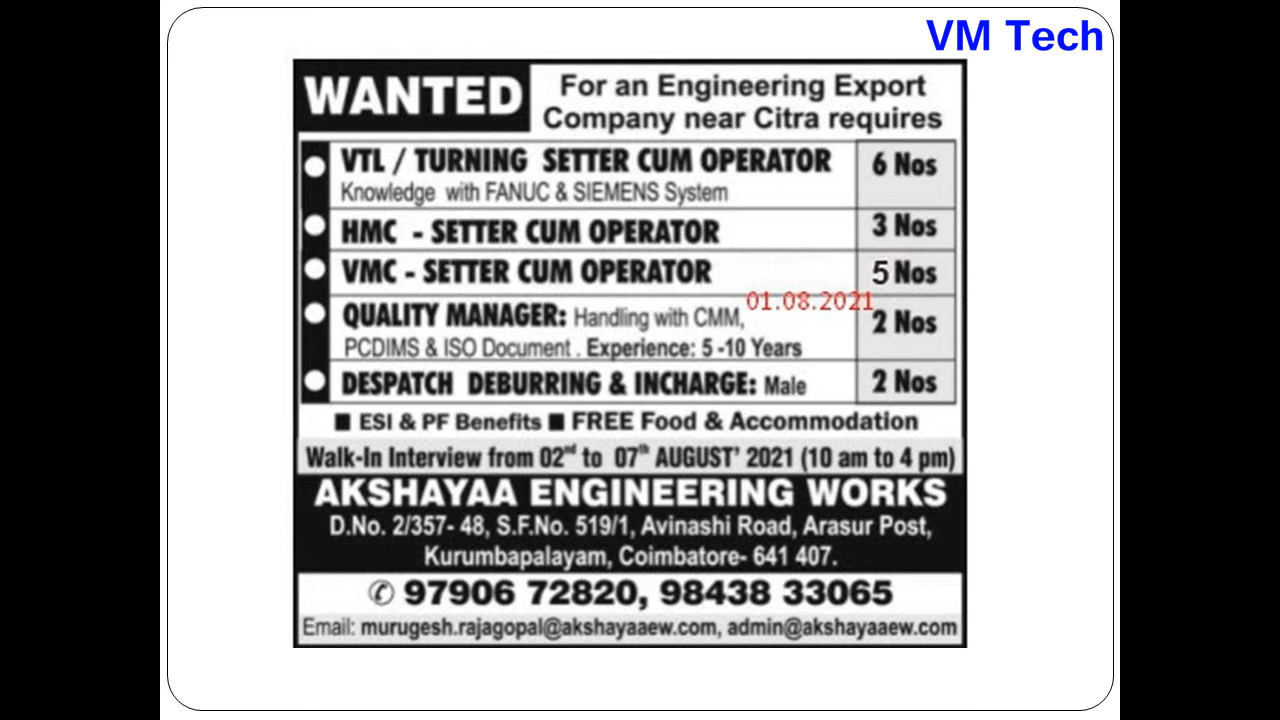 VM Tech
WANTED
For an Engineering Export
Company near Citra requires
VTL / TURNING SETTER CUM OPERATOR 6 Nos
Knowledge with FANUC & SIEMENS System
HMC - SETTER CUM OPERATOR 3 Nos
VMC - SETTER CUM OPERATOR 5 Nos
01.08.2021
QUALITY MANAGER: Handling with CMM, 2 Nos
PCDIMS & ISO Document . Experience: 5 -10 Years
DESPATCH DEBURRING & INCHARGE: Male 2 Nos
■ ESI & PF Benefits ■ FREE Food & Accommodation
Walk-In Interview from 02nd to 07th AUGUST' 2021 (10 am to 4 pm)
AKSHAYAA ENGINEERING WORKS
D.No. 2/357- 48, S.F.No. 519/1, Avinashi Road, Arasur Post,
Kurumbapalayam, Coimbatore- 641 407.
✆ 97906 72820, 98438 33065
Email: murugesh.rajagopal@akshayaaew.com, admin@akshayaaew.com